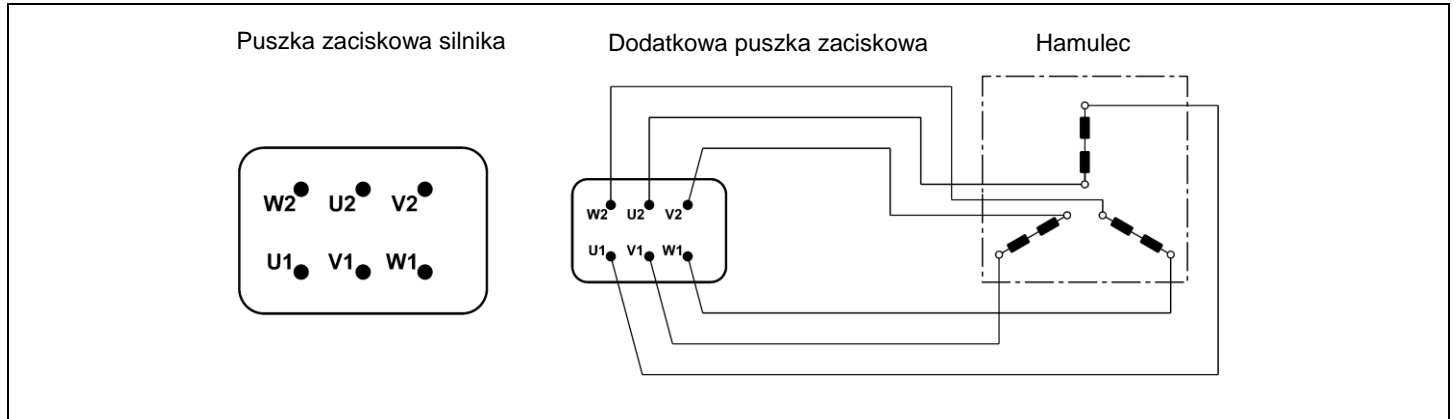 Puszka zaciskowa silnika
Dodatkowa puszka zaciskowa
Hamulec
W2 U2 V2
U1 V1 W1
W2 U2 V2
U1 V1 W1